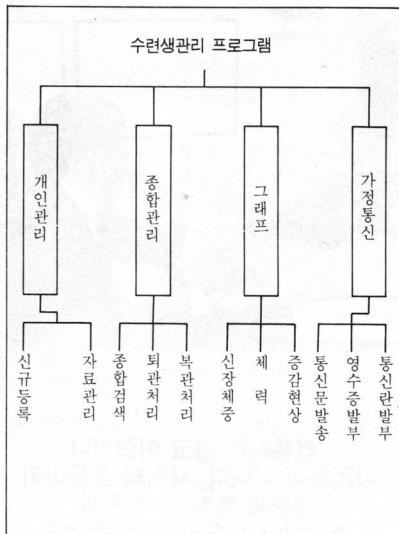 수련생관리 프로그램
개인관리
종합관리
그래프
가정통신
신규등록
자료관리
종합검색
퇴관처리
복관처리
신장체중
체 력
증감현상
통신문발송
영수증발부
통신란발부